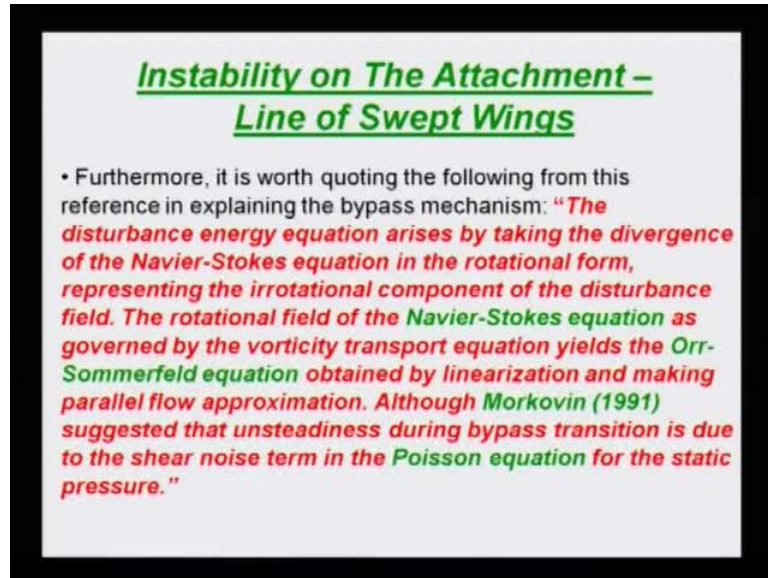 Instability on The Attachment –
Line of Swept Wings
• Furthermore, it is worth quoting the following from this
reference in explaining the bypass mechanism: “The
disturbance energy equation arises by taking the divergence
of the Navier-Stokes equation in the rotational form,
representing the irrotational component of the disturbance
field. The rotational field of the Navier-Stokes equation as
governed by the vorticity transport equation yields the Orr-
Sommerfeld equation obtained by linearization and making
parallel flow approximation. Although Morkovin (1991)
suggested that unsteadiness during bypass transition is due
to the shear noise term in the Poisson equation for the static
pressure.”